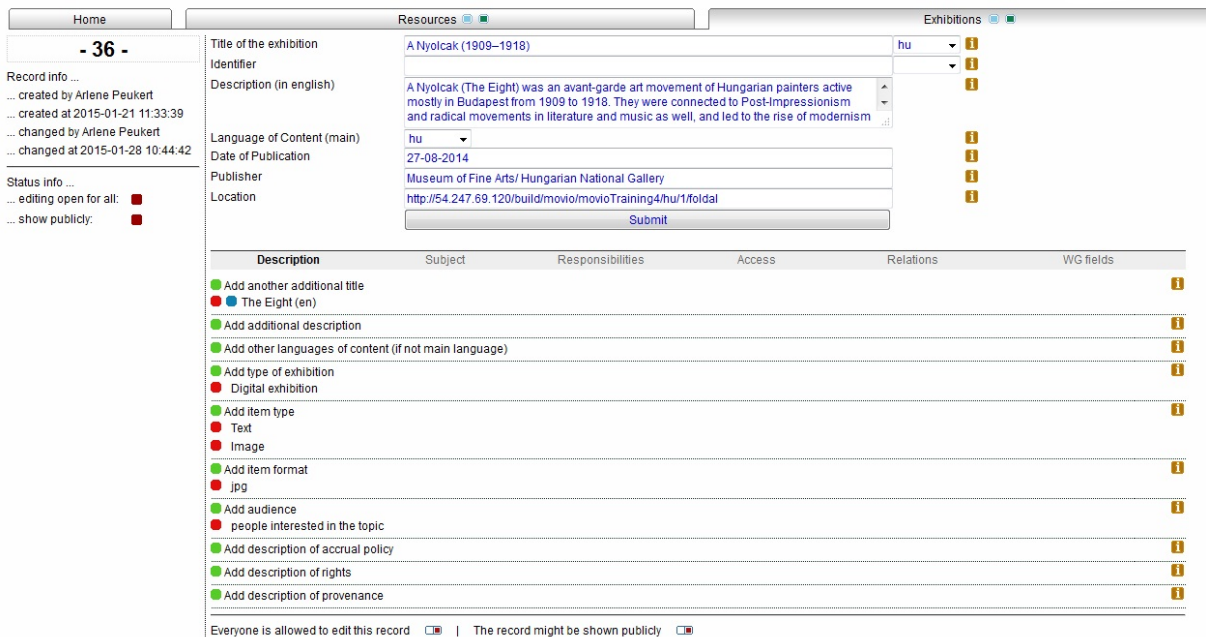 Home
Resources
Exhibitions
- 36 -
Record info ...
... created by Arlene Peukert
... created at 2015-01-21 11:33:39
... changed by Arlene Peukert
... changed at 2015-01-28 10:44:42
Status info ...
... editing open for all:
... show publicly:
Title of the exhibition A Nyolcak (1909–1918) hu i
Identifier i
Description (in english) A Nyolcak (The Eight) was an avant-garde art movement of Hungarian painters active i
mostly in Budapest from 1909 to 1918. They were connected to Post-Impressionism
and radical movements in literature and music as well, and led to the rise of modernism
Language of Content (main) hu i
Date of Publication 27-08-2014 i
Publisher Museum of Fine Arts/ Hungarian National Gallery i
Location http://54.247.69.120/build/movio/movioTraining4/hu/1/foldal i
Submit
Description Subject Responsibilities Access Relations WG fields
Add another additional title i
The Eight (en)
Add additional description i
Add other languages of content (if not main language) i
Add type of exhibition i
Digital exhibition
Add item type i
Text
Image
Add item format i
jpg
Add audience i
people interested in the topic
Add description of accrual policy i
Add description of rights i
Add description of provenance i
Everyone is allowed to edit this record | The record might be shown publicly